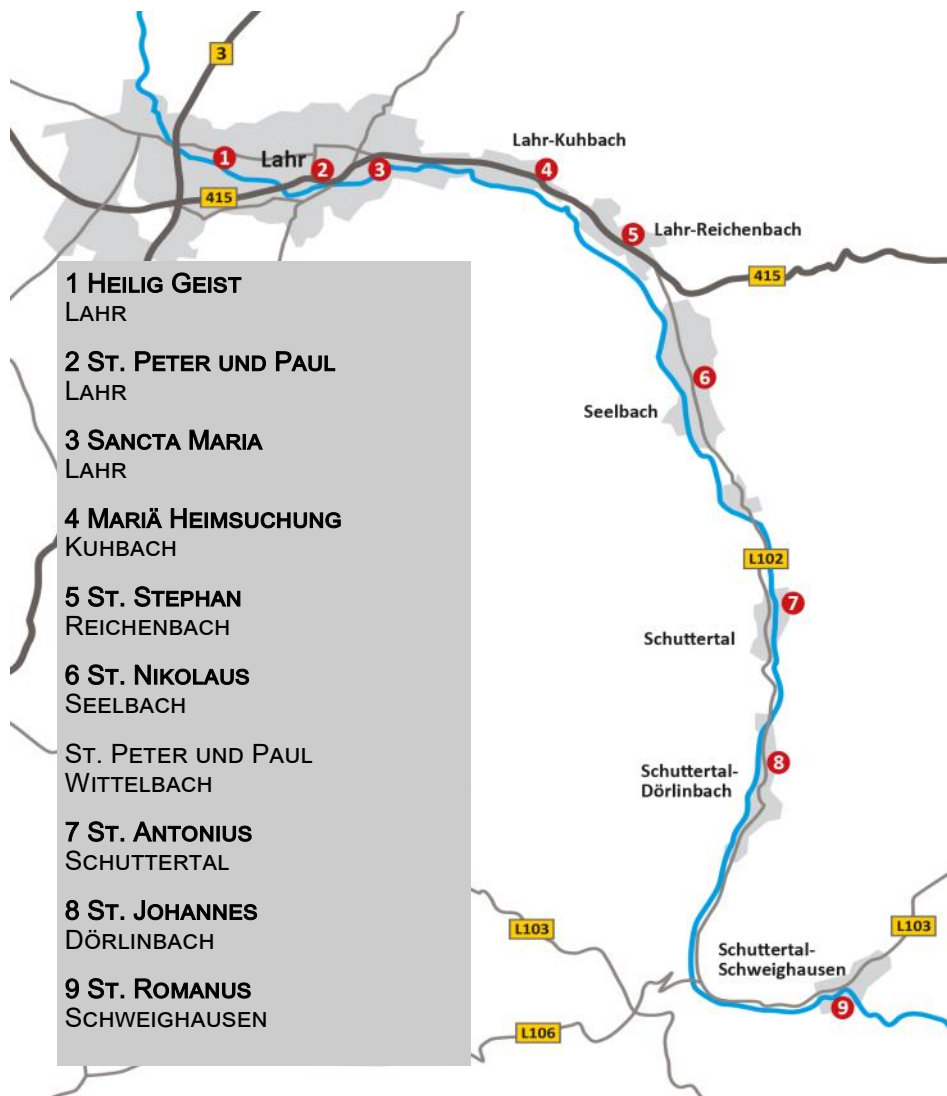 3
Lahr-Kuhbach
1
Lahr
2
3
4
415
5
Lahr-Reichenbach
415
1 HEILIG GEIST
LAHR
2 ST. PETER UND PAUL
LAHR
3 SANCTA MARIA
LAHR
4 MARIÄ HEIMSUCHUNG
KUHBACH
5 ST. STEPHAN
REICHENBACH
6 ST. NIKOLAUS
SEELBACH
ST. PETER UND PAUL
WITTELBACH
7 ST. ANTONIUS
SCHUTTERTAL
8 ST. JOHANNES
DÖRLINBACH
9 ST. ROMANUS
SCHWEIGHAUSEN
6
Seelbach
L102
7
Schuttertal
8
Schuttertal-
Dörlinbach
L103
L103
Schuttertal-
Schweighausen
9
L106